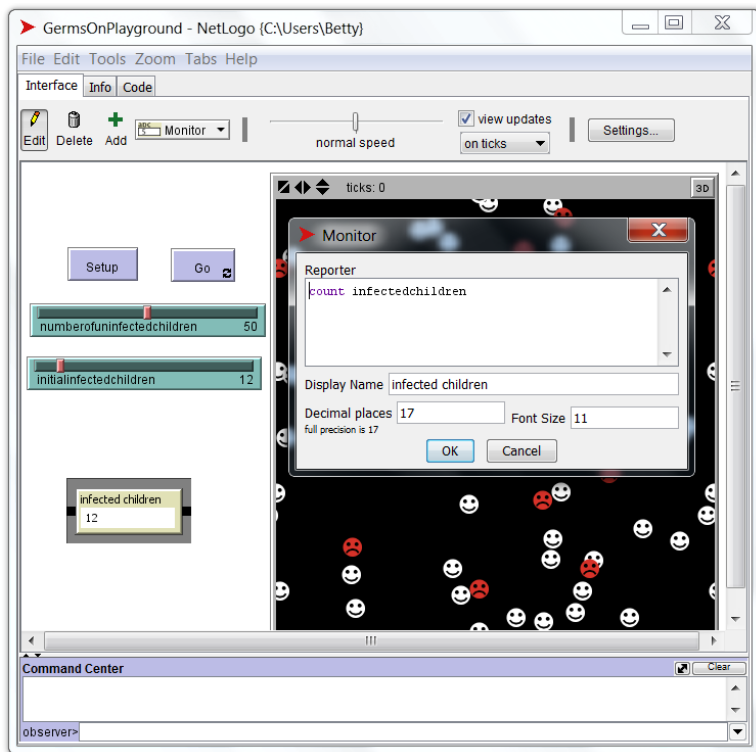 GermsOnPlayground - NetLogo {C:\Users\Betty}
File Edit Tools Zoom Tabs Help
Interface Info Code
Edit Delete Add Monitor normal speed view updates on ticks Settings...
ticks: 0 3D
Setup Go
numberofuninfectedchildren 50
initialinfectedchildren 12
infected children
12
Monitor
Reporter
count infectedchildren
Display Name infected children
Decimal places 17 Font Size 11
full precision is 17
OK Cancel
Command Center Clear
observer>